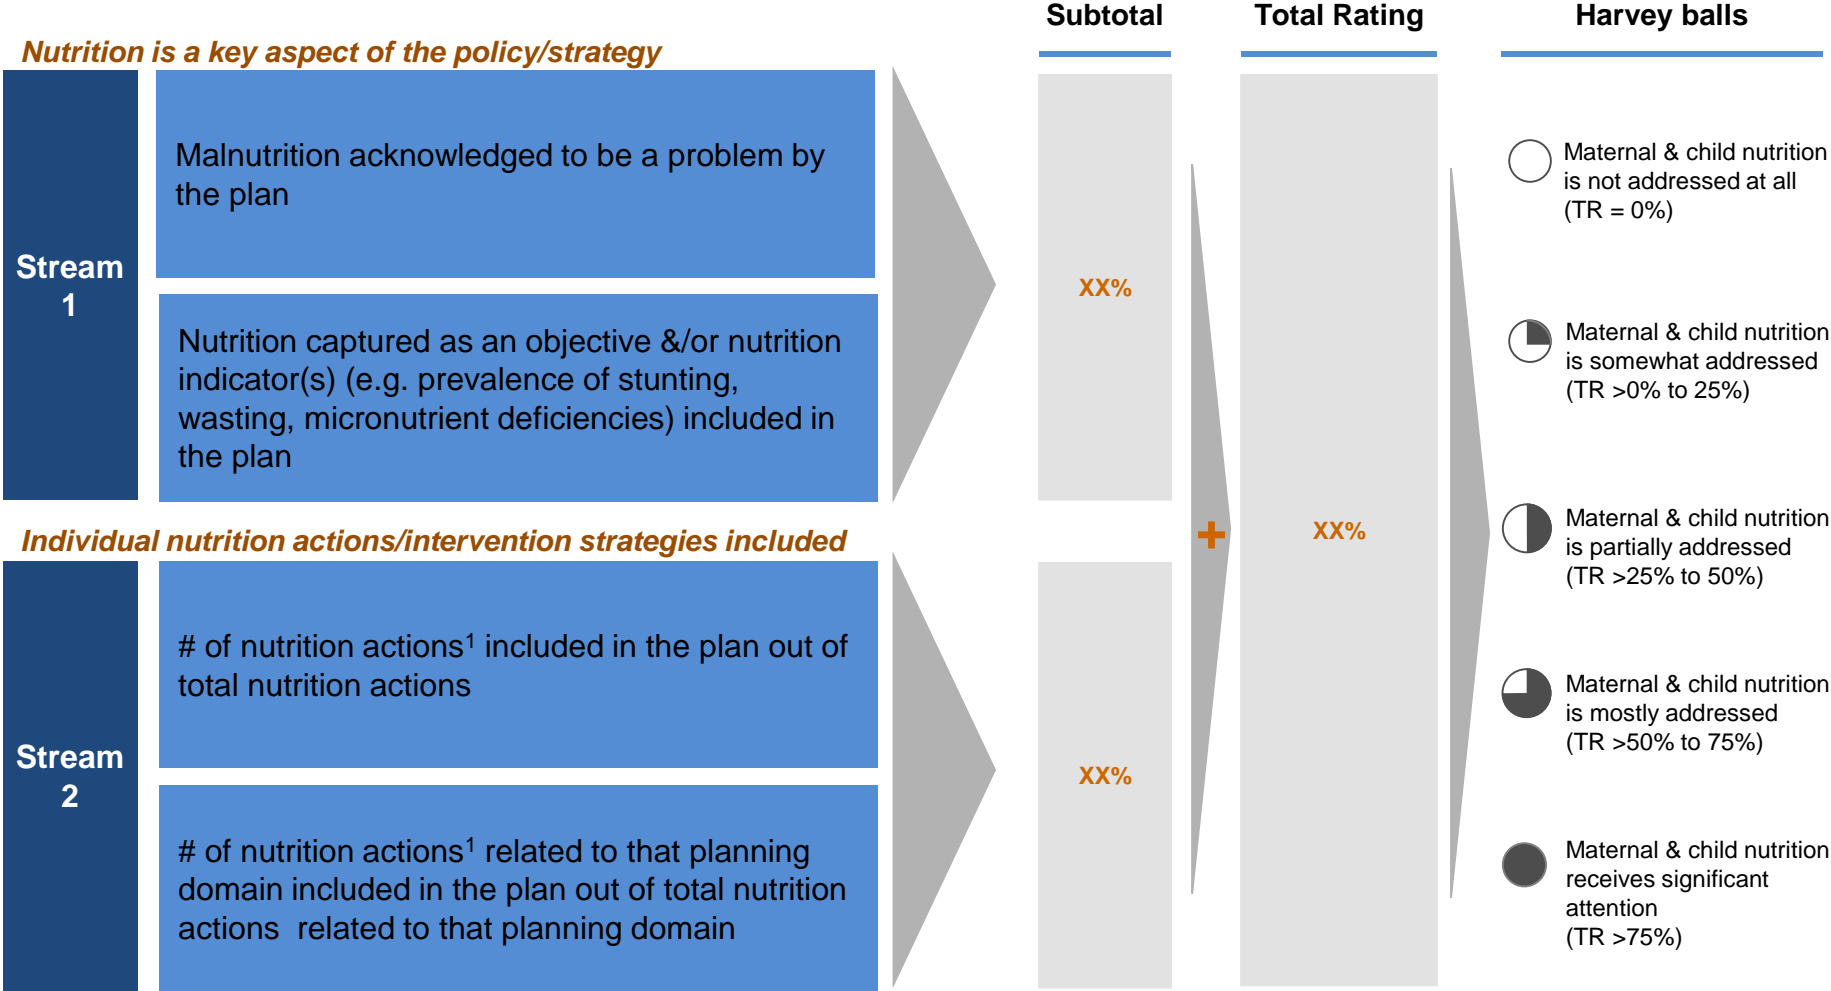 Subtotal
Total Rating
Harvey balls
Nutrition is a key aspect of the policy/strategy
Stream
1
Malnutrition acknowledged to be a problem by
the plan
Nutrition captured as an objective &/or nutrition
indicator(s) (e.g. prevalence of stunting,
wasting, micronutrient deficiencies) included in
the plan
XX%
Individual nutrition actions/intervention strategies included
Stream
2
# of nutrition actions¹ included in the plan out of
total nutrition actions
# of nutrition actions¹ related to that planning
domain included in the plan out of total nutrition
actions  related to that planning domain
XX%
+
XX%
Maternal & child nutrition
is not addressed at all
(TR = 0%)
Maternal & child nutrition
is somewhat addressed
(TR >0% to 25%)
Maternal & child nutrition
is partially addressed
(TR >25% to 50%)
Maternal & child nutrition
is mostly addressed
(TR >50% to 75%)
Maternal & child nutrition
receives significant
attention
(TR >75%)